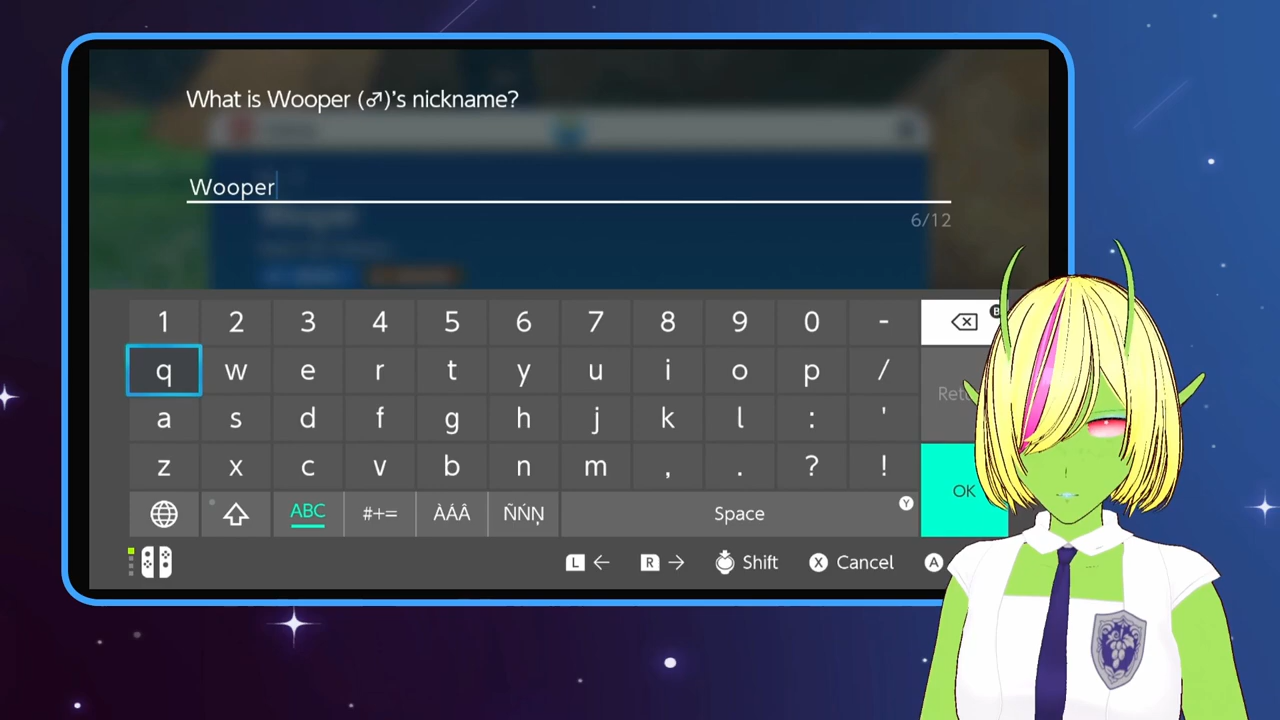 What is Wooper (♂)'s nickname?
Wooper
6/12
1 2 3 4 5 6 7 8 9 0 - B
q w e r t y u i o p /
a s d f g h j k l : '
z x c v b n m , . ? !
OK
ABC #+= ÀÁÂ ÑŃŅ Space Y
L ← R → Shift X Cancel A